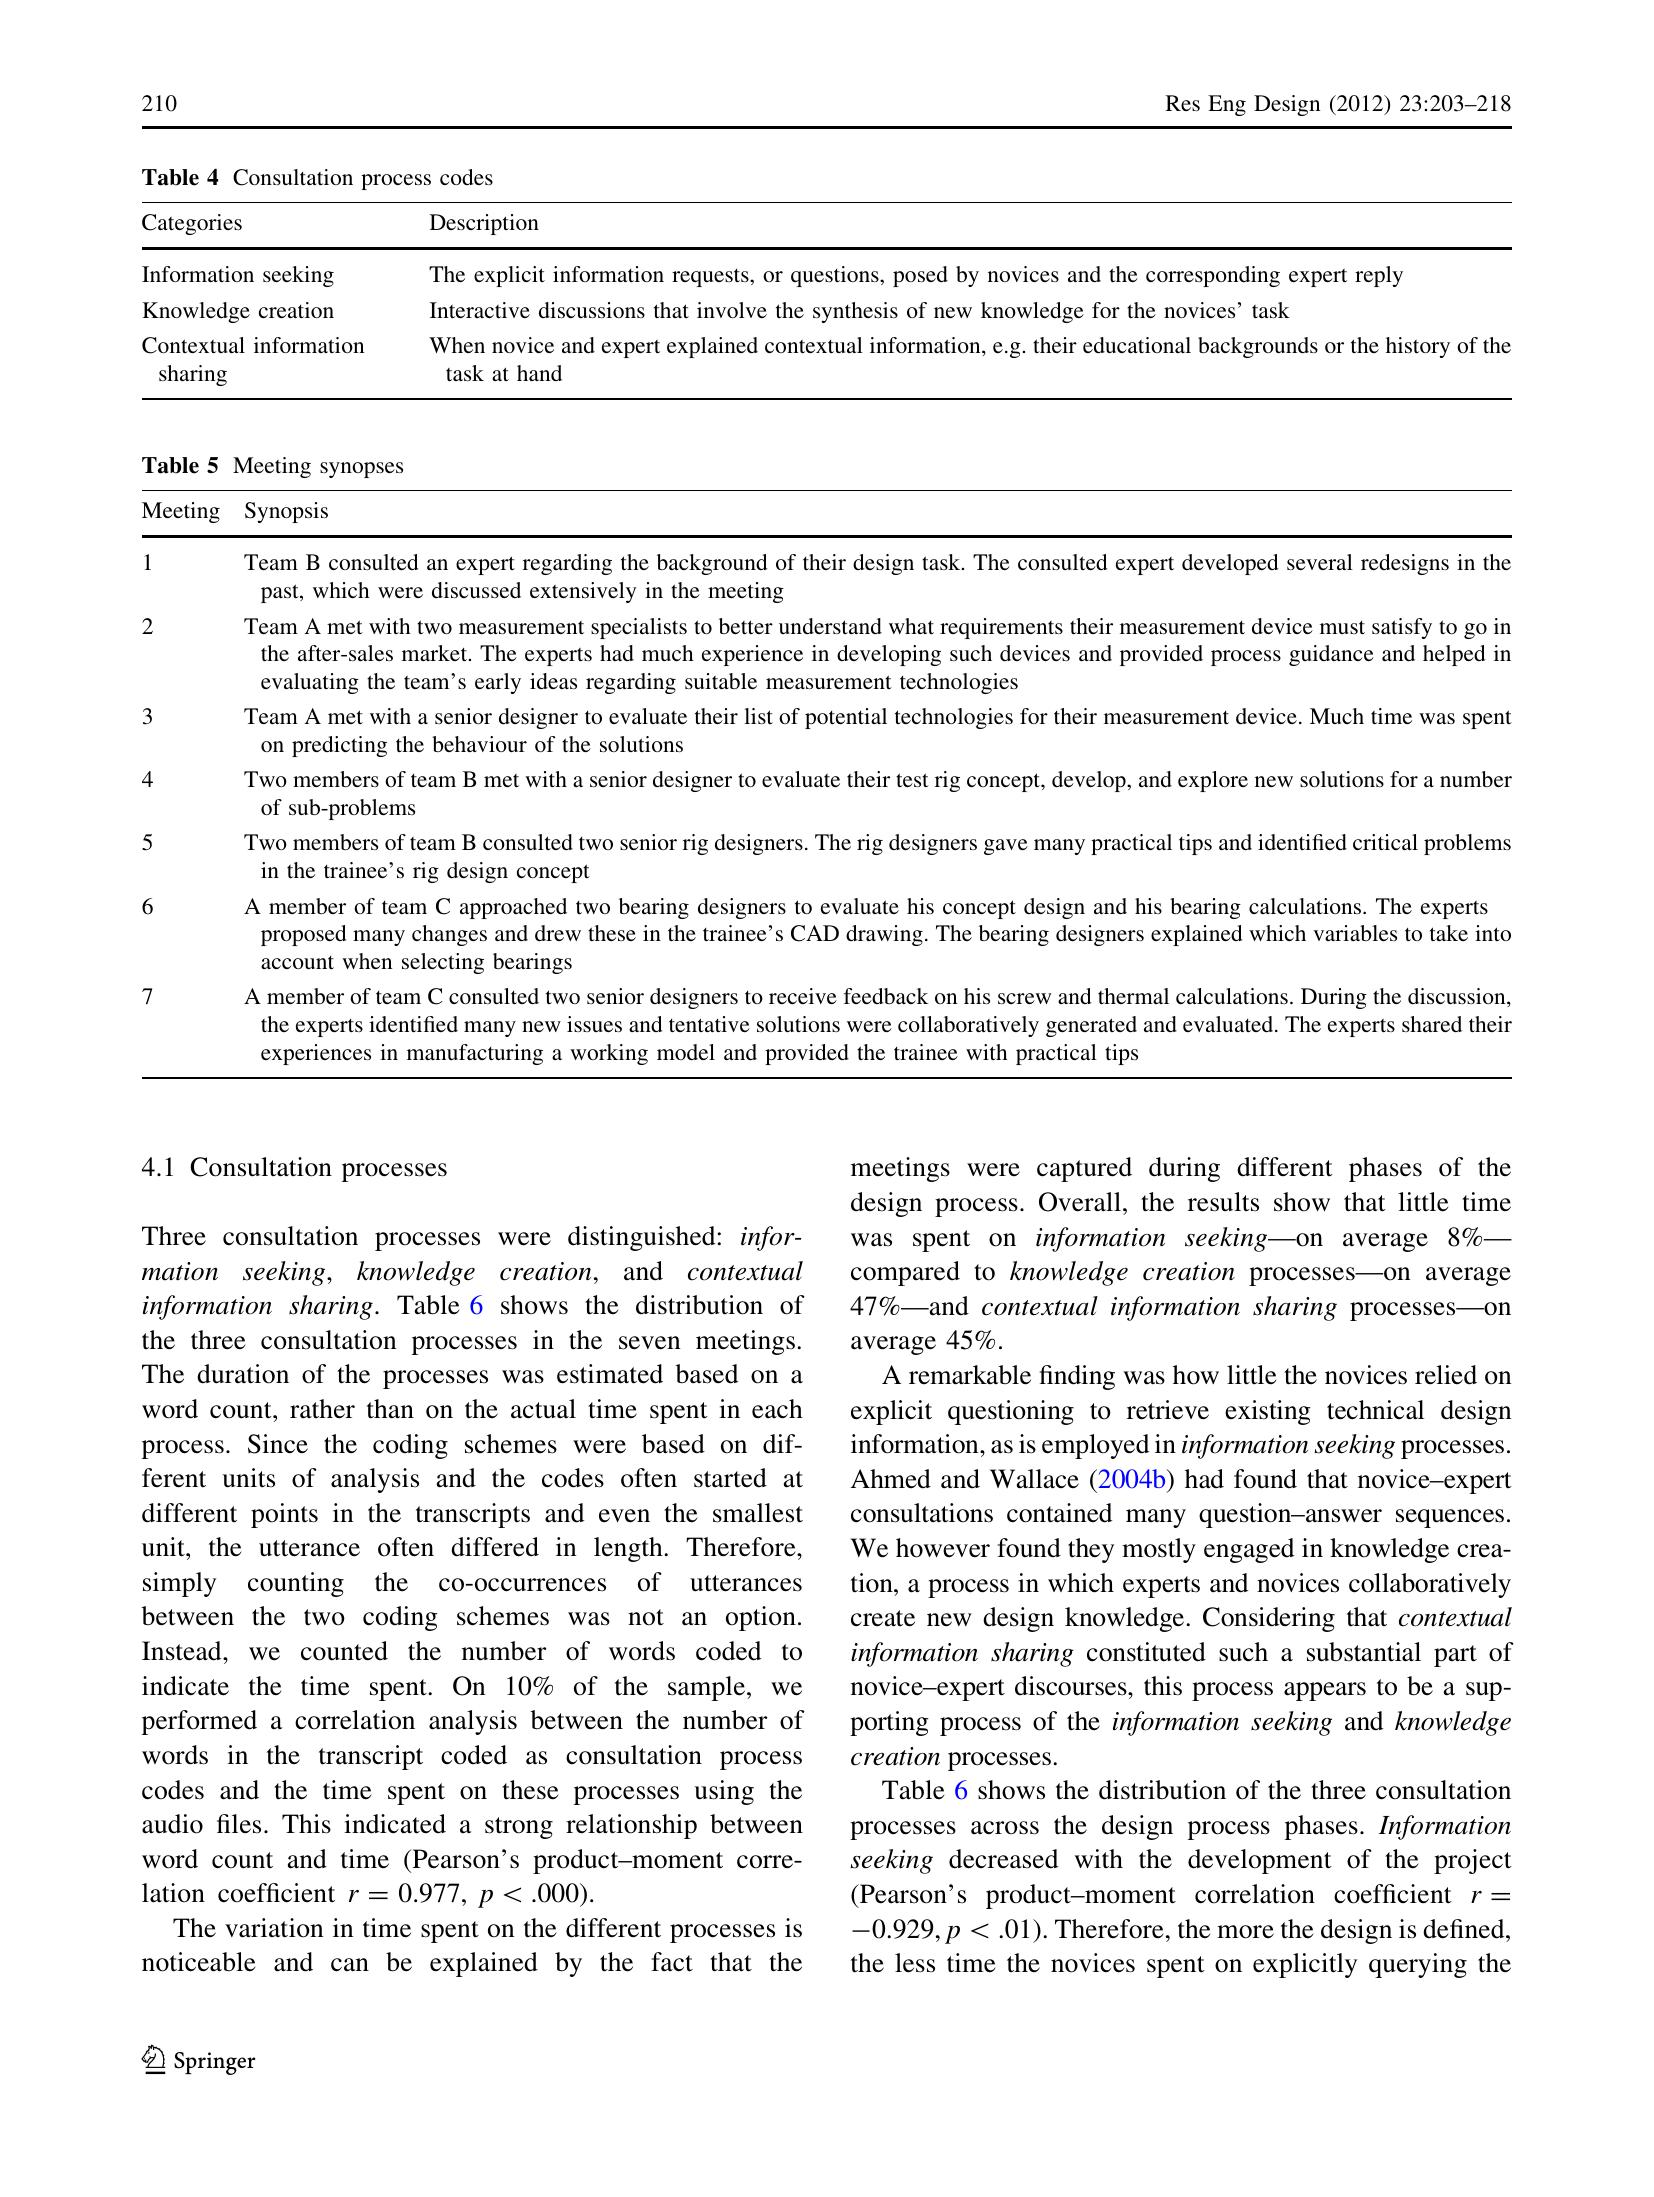 210
Res Eng Design (2012) 23:203–218
Table 4 Consultation process codes
Categories Description
Information seeking The explicit information requests, or questions, posed by novices and the corresponding expert reply
Knowledge creation Interactive discussions that involve the synthesis of new knowledge for the novices' task
Contextual information When novice and expert explained contextual information, e.g. their educational backgrounds or the history of the
sharing task at hand
Table 5 Meeting synopses
Meeting Synopsis
1 Team B consulted an expert regarding the background of their design task. The consulted expert developed several redesigns in the
past, which were discussed extensively in the meeting
2 Team A met with two measurement specialists to better understand what requirements their measurement device must satisfy to go in
the after-sales market. The experts had much experience in developing such devices and provided process guidance and helped in
evaluating the team's early ideas regarding suitable measurement technologies
3 Team A met with a senior designer to evaluate their list of potential technologies for their measurement device. Much time was spent
on predicting the behaviour of the solutions
4 Two members of team B met with a senior designer to evaluate their test rig concept, develop, and explore new solutions for a number
of sub-problems
5 Two members of team B consulted two senior rig designers. The rig designers gave many practical tips and identified critical problems
in the trainee's rig design concept
6 A member of team C approached two bearing designers to evaluate his concept design and his bearing calculations. The experts
proposed many changes and drew these in the trainee's CAD drawing. The bearing designers explained which variables to take into
account when selecting bearings
7 A member of team C consulted two senior designers to receive feedback on his screw and thermal calculations. During the discussion,
the experts identified many new issues and tentative solutions were collaboratively generated and evaluated. The experts shared their
experiences in manufacturing a working model and provided the trainee with practical tips
4.1 Consultation processes
Three consultation processes were distinguished: infor-
mation seeking, knowledge creation, and contextual
information sharing. Table 6 shows the distribution of
the three consultation processes in the seven meetings.
The duration of the processes was estimated based on a
word count, rather than on the actual time spent in each
process. Since the coding schemes were based on dif-
ferent units of analysis and the codes often started at
different points in the transcripts and even the smallest
unit, the utterance often differed in length. Therefore,
simply counting the co-occurrences of utterances
between the two coding schemes was not an option.
Instead, we counted the number of words coded to
indicate the time spent. On 10% of the sample, we
performed a correlation analysis between the number of
words in the transcript coded as consultation process
codes and the time spent on these processes using the
audio files. This indicated a strong relationship between
word count and time (Pearson's product–moment corre-
lation coefficient r = 0.977, p < .000).
The variation in time spent on the different processes is
noticeable and can be explained by the fact that the
meetings were captured during different phases of the
design process. Overall, the results show that little time
was spent on information seeking—on average 8%—
compared to knowledge creation processes—on average
47%—and contextual information sharing processes—on
average 45%.
A remarkable finding was how little the novices relied on
explicit questioning to retrieve existing technical design
information, as is employed in information seeking processes.
Ahmed and Wallace (2004b) had found that novice–expert
consultations contained many question–answer sequences.
We however found they mostly engaged in knowledge crea-
tion, a process in which experts and novices collaboratively
create new design knowledge. Considering that contextual
information sharing constituted such a substantial part of
novice–expert discourses, this process appears to be a sup-
porting process of the information seeking and knowledge
creation processes.
Table 6 shows the distribution of the three consultation
processes across the design process phases. Information
seeking decreased with the development of the project
(Pearson's product–moment correlation coefficient r =
−0.929, p < .01). Therefore, the more the design is defined,
the less time the novices spent on explicitly querying the
Springer